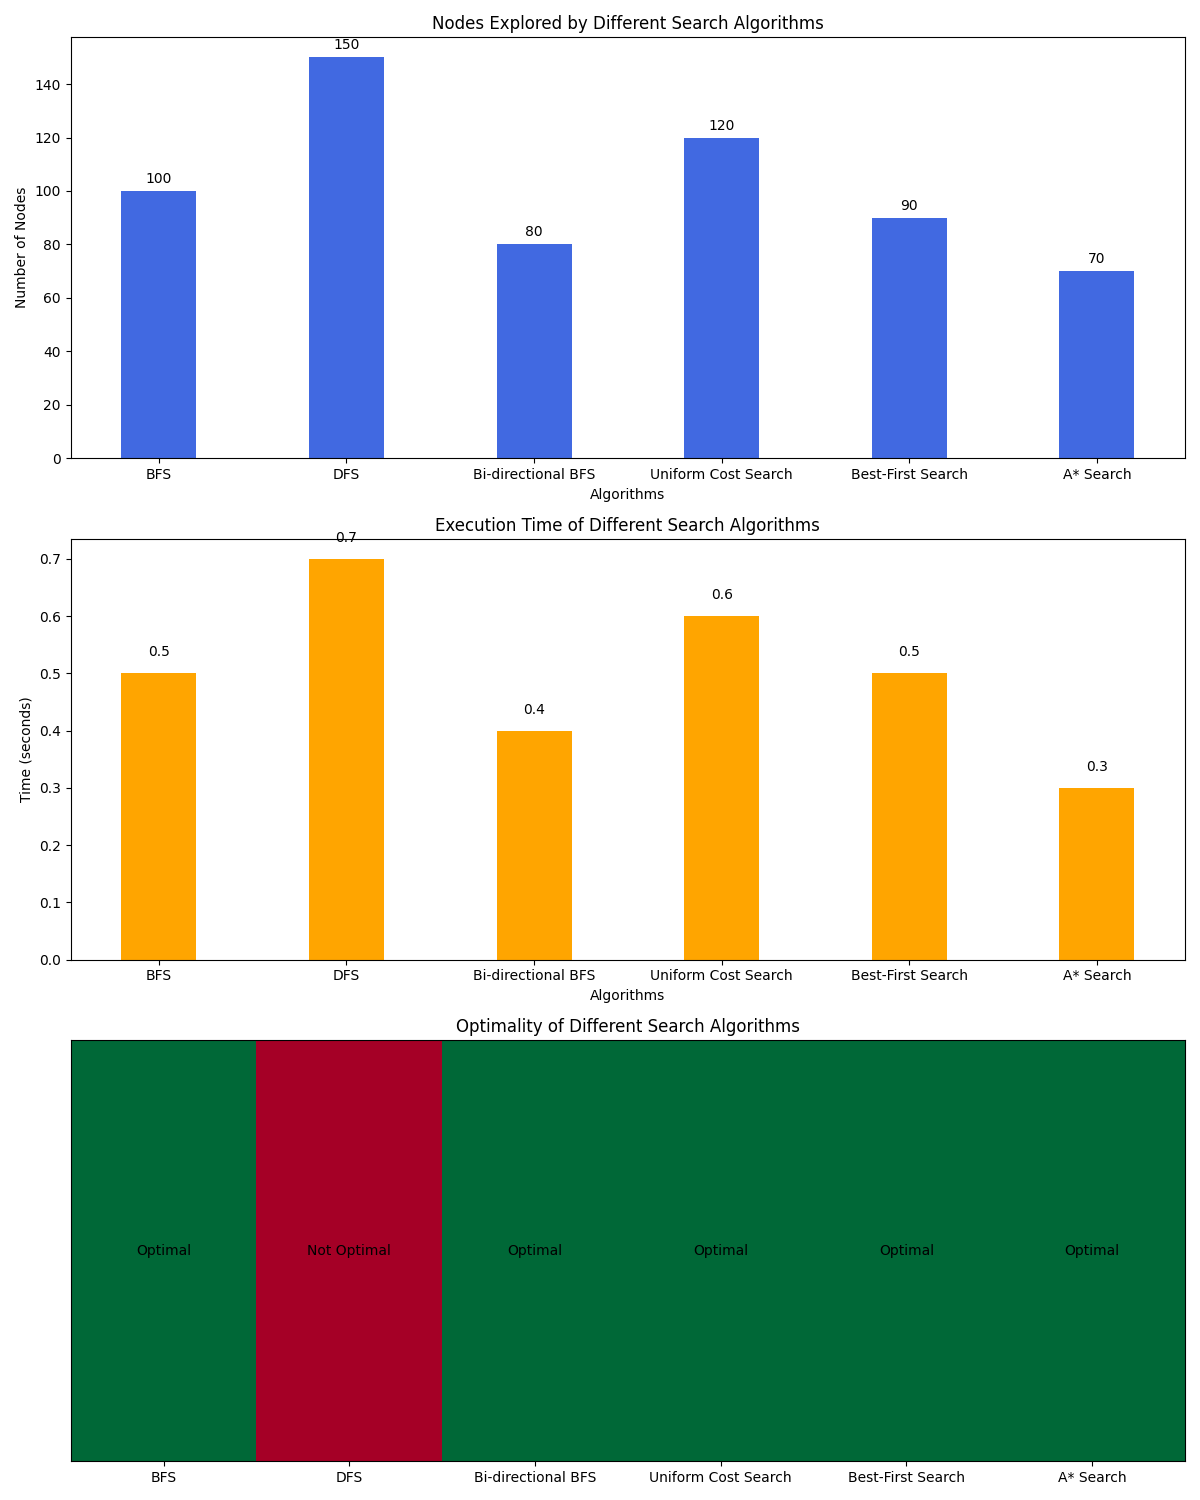 Nodes Explored by Different Search Algorithms
150
140
120
120
100
100
Number of Nodes
90
80
80
70
60
40
20
0
BFS DFS Bi-directional BFS Uniform Cost Search Best-First Search A* Search
Algorithms
Execution Time of Different Search Algorithms
0.7
0.7
0.6
0.6
0.5
0.5
0.5
Time (seconds)
0.4
0.4
0.3
0.3
0.2
0.1
0.0
BFS DFS Bi-directional BFS Uniform Cost Search Best-First Search A* Search
Algorithms
Optimality of Different Search Algorithms
Optimal Not Optimal Optimal Optimal Optimal Optimal
BFS DFS Bi-directional BFS Uniform Cost Search Best-First Search A* Search